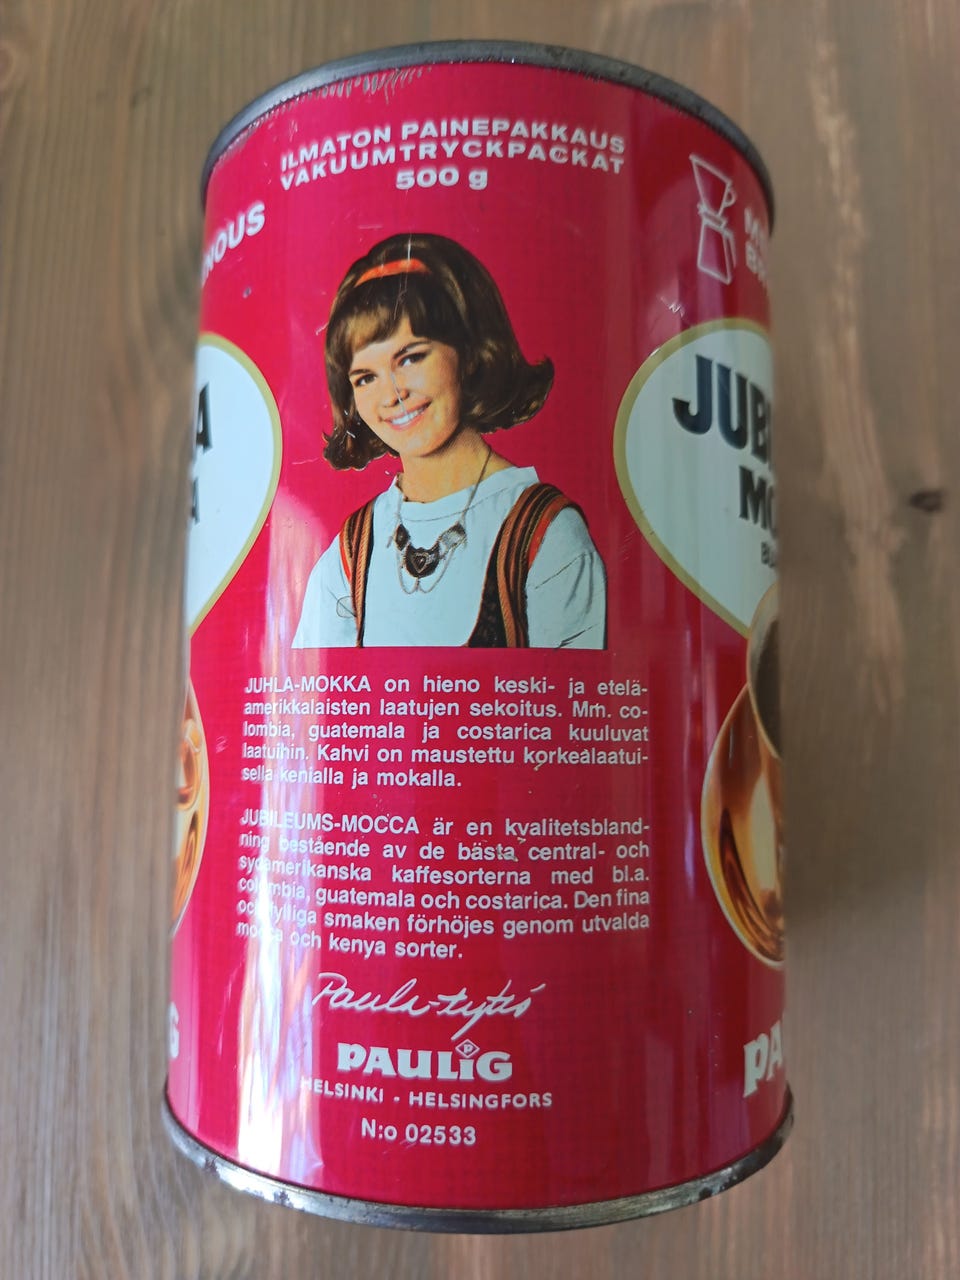 ILMATON PAINEPAKKAUS
VAKUUMTRYCKPACKAT
500 g
JUHLA-MOKKA on hieno keski- ja etelä-
amerikkalaisten laatujen sekoitus. Mm. co-
lombia, guatemala ja costarica kuuluvat
laatuihin. Kahvi on maustettu korkealaatui-
sella kenialla ja mokalla.
JUBILEUMS-MOCCA är en kvalitetsbland-
ning bestående av de bästa central- och
sydamerikanska kaffesorterna med bl.a.
colombia, guatemala och costarica. Den fina
och fylliga smaken förhöjes genom utvalda
mocca och kenya sorter.
Paula-tyttö
PAULIG
HELSINKI - HELSINGFORS
N:o 02533